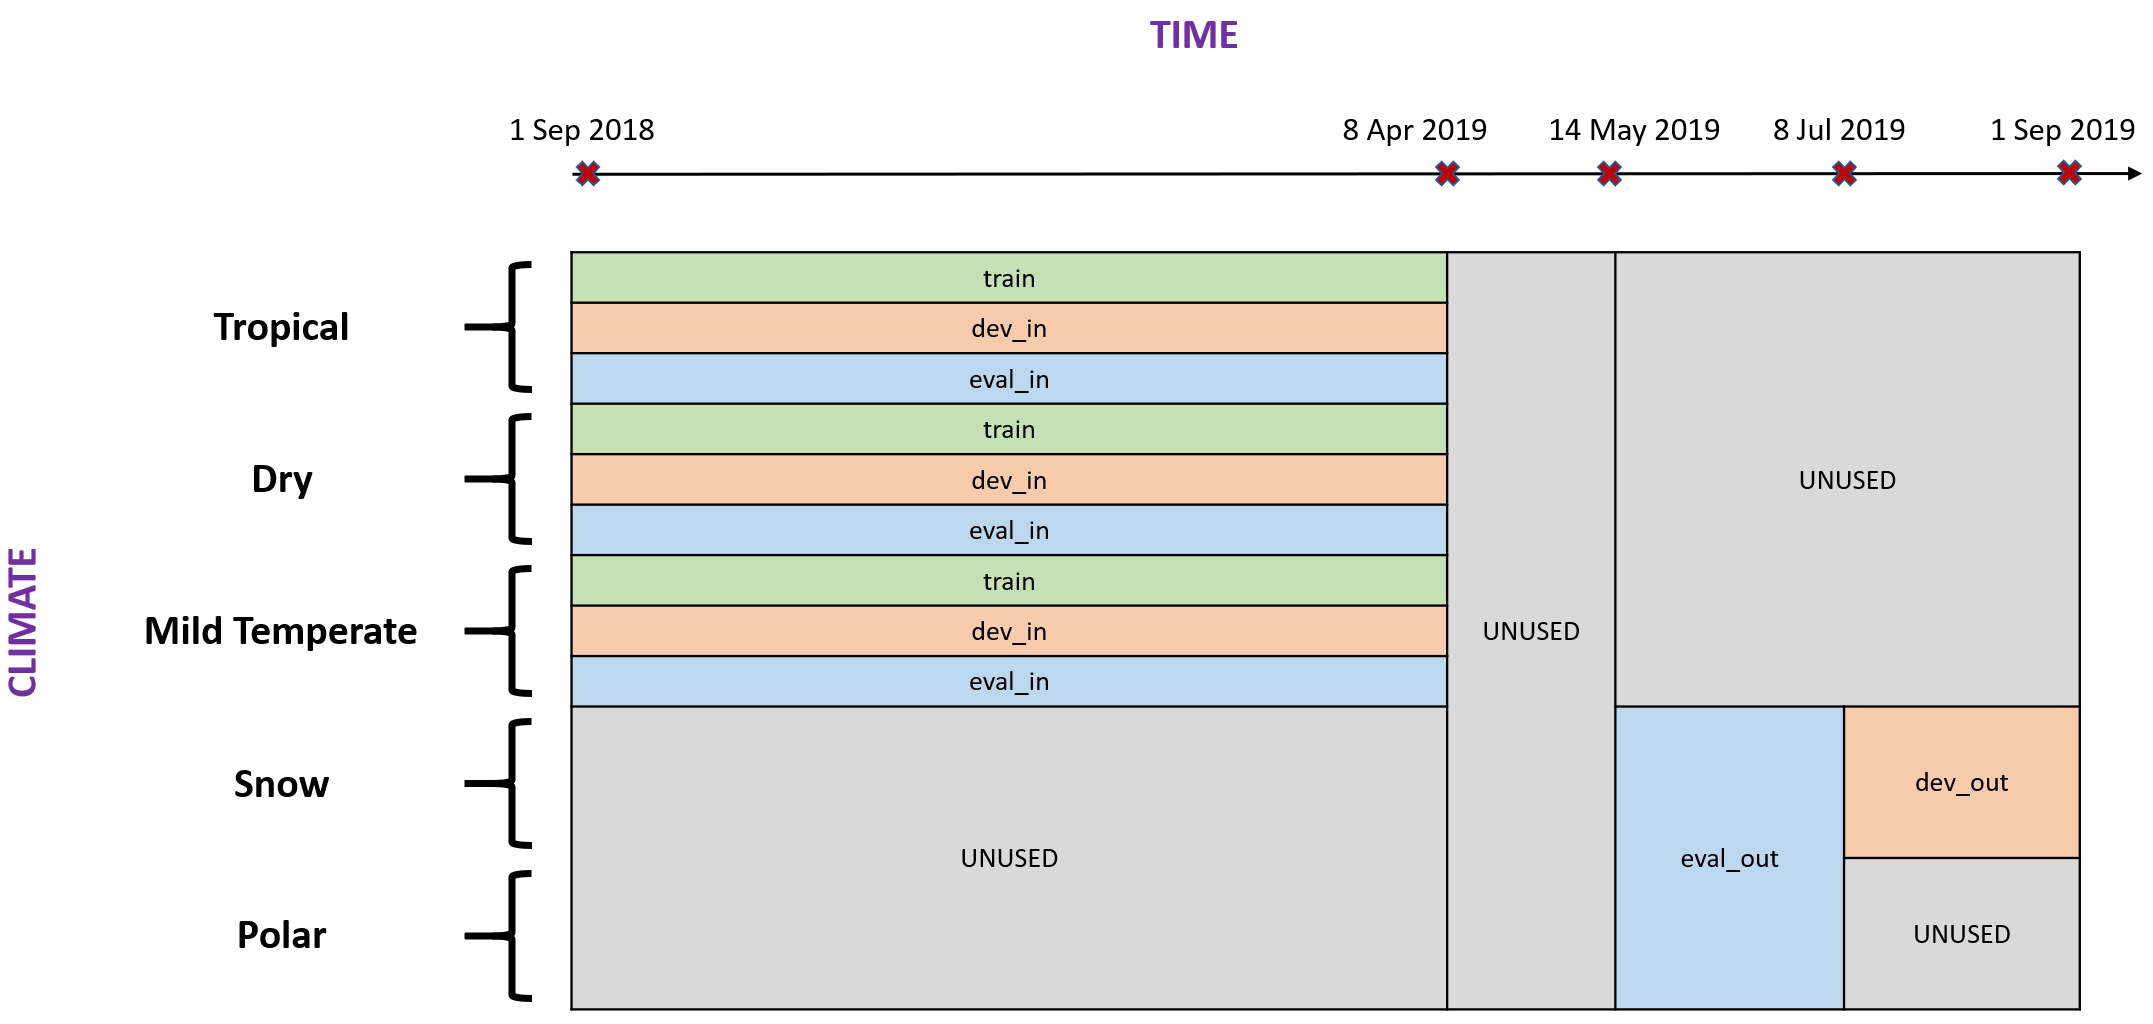 TIME
1 Sep 2018
8 Apr 2019
14 May 2019
8 Jul 2019
1 Sep 2019
CLIMATE
Tropical
train
dev_in
eval_in
Dry
train
dev_in
eval_in
Mild Temperate
train
dev_in
eval_in
UNUSED
UNUSED
Snow
Polar
UNUSED
eval_out
dev_out
UNUSED